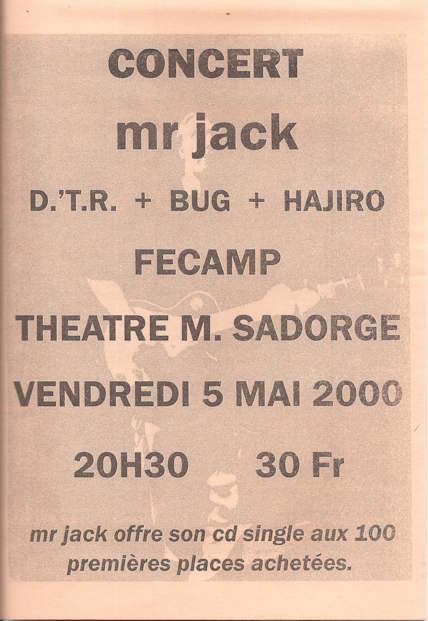 CONCERT
mr jack
D.'T.R. + BUG + HAJIRO
FECAMP
THEATRE M. SADORGE
VENDREDI 5 MAI 2000
20H30 30 Fr
mr jack offre son cd single aux 100
premières places achetées.